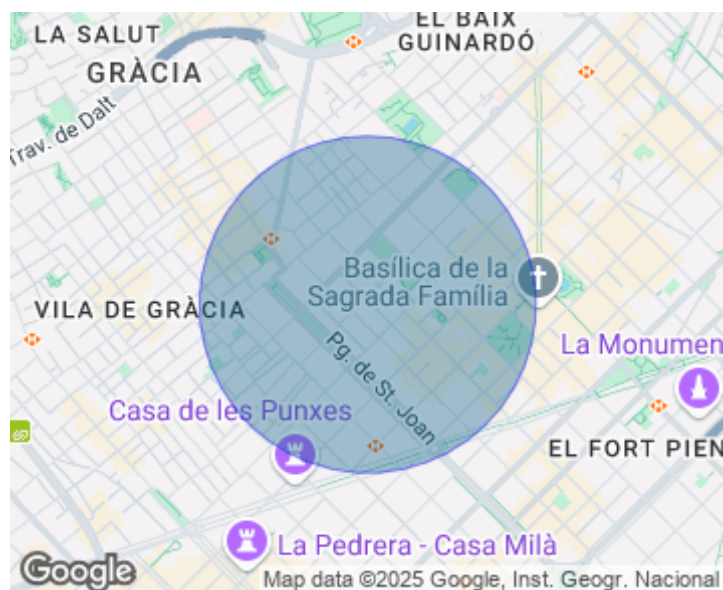 EL BAIX
GUINARDÓ
LA SALUT
GRÀCIA
Trav. de Dalt
Basílica de la
Sagrada Família
VILA DE GRÀCIA
Pg. de St. Joan
La Monumen
Casa de les Punxes
EL FORT PIEN
La Pedrera - Casa Milà
Google
Map data ©2025 Google, Inst. Geogr. Nacional